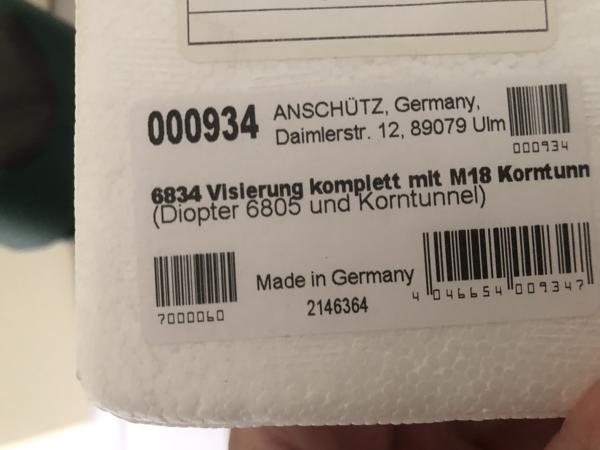 000934
ANSCHÜTZ, Germany,
Daimlerstr. 12, 89079 Ulm
000934
6834 Visierung komplett mit M18 Korntunn
(Diopter 6805 und Korntunnel)
7000060
Made in Germany
2146364
4 046654 009347